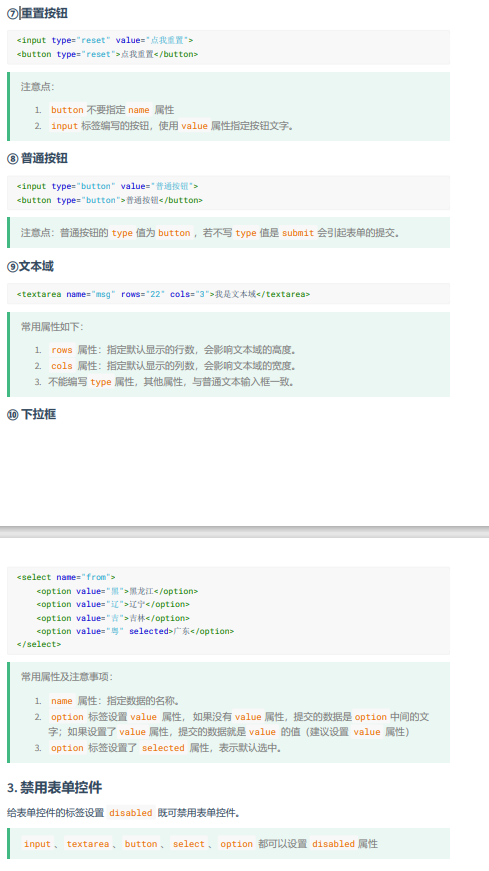 ⑦重置按钮
<input type="reset" value="点我重置">
<button type="reset">点我重置</button>
注意点：
1. button 不要指定 name 属性
2. input 标签编写的按钮，使用 value 属性指定按钮文字。
⑧ 普通按钮
<input type="button" value="普通按钮">
<button type="button">普通按钮</button>
注意点：普通按钮的 type 值为 button ，若不写 type 值是 submit 会引起表单的提交。
⑨文本域
<textarea name="msg" rows="22" cols="3">我是文本域</textarea>
常用属性如下：
1. rows 属性：指定默认显示的行数，会影响文本域的高度。
2. cols 属性：指定默认显示的列数，会影响文本域的宽度。
3. 不能编写 type 属性，其他属性，与普通文本输入框一致。
⑩ 下拉框
<select name="from">
<option value="黑">黑龙江</option>
<option value="辽">辽宁</option>
<option value="吉">吉林</option>
<option value="粤" selected>广东</option>
</select>
常用属性及注意事项：
1. name 属性：指定数据的名称。
2. option 标签设置 value 属性， 如果没有 value 属性，提交的数据是 option 中间的文
字；如果设置了 value 属性，提交的数据就是 value 的值（建议设置 value 属性）
3. option 标签设置了 selected 属性，表示默认选中。
3. 禁用表单控件
给表单控件的标签设置 disabled 既可禁用表单控件。
input 、 textarea 、 button 、 select 、 option 都可以设置 disabled 属性